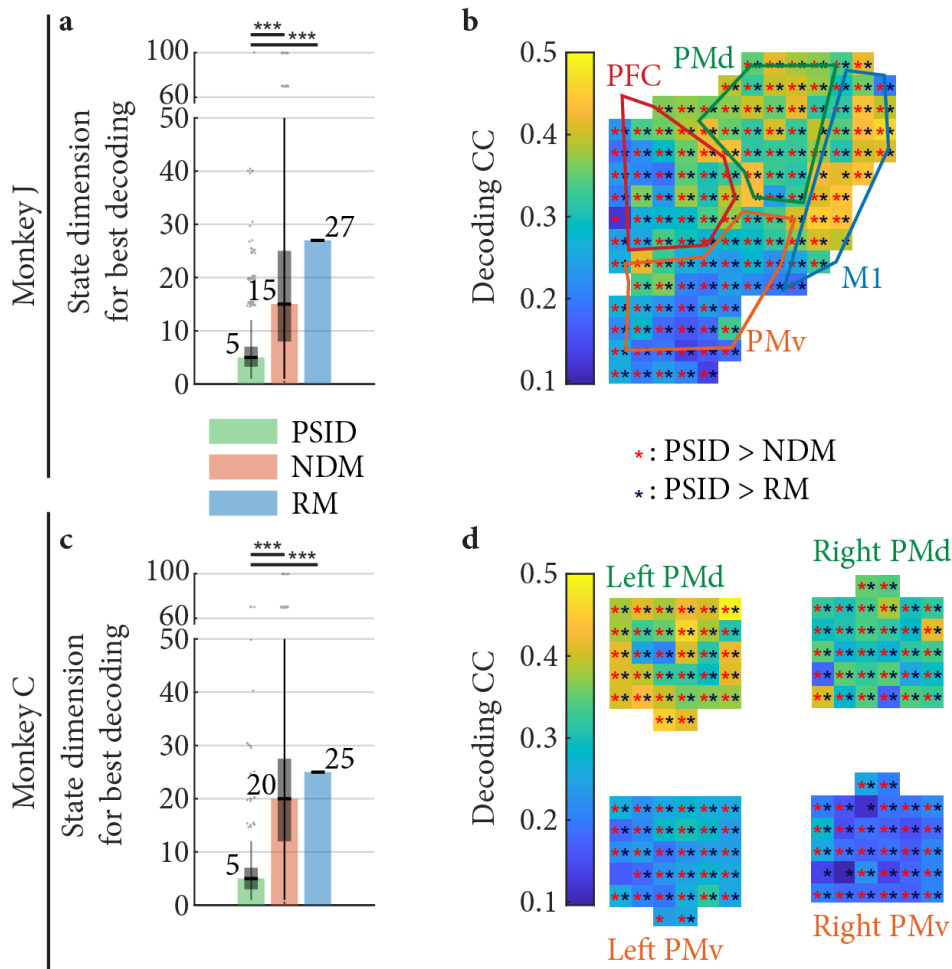 Monkey J
a
State dimension
for best decoding
***
***
100
60
50
40
30
20
10
0
5
15
27
b
Decoding CC
0.5
0.4
0.3
0.2
0.1
PFC
PMd
M1
PMv
PSID
NDM
RM
*: PSID > NDM
*: PSID > RM
Monkey C
c
State dimension
for best decoding
***
***
100
60
50
40
30
20
10
0
5
20
25
d
Decoding CC
0.5
0.4
0.3
0.2
0.1
Left PMd
Right PMd
Left PMv
Right PMv